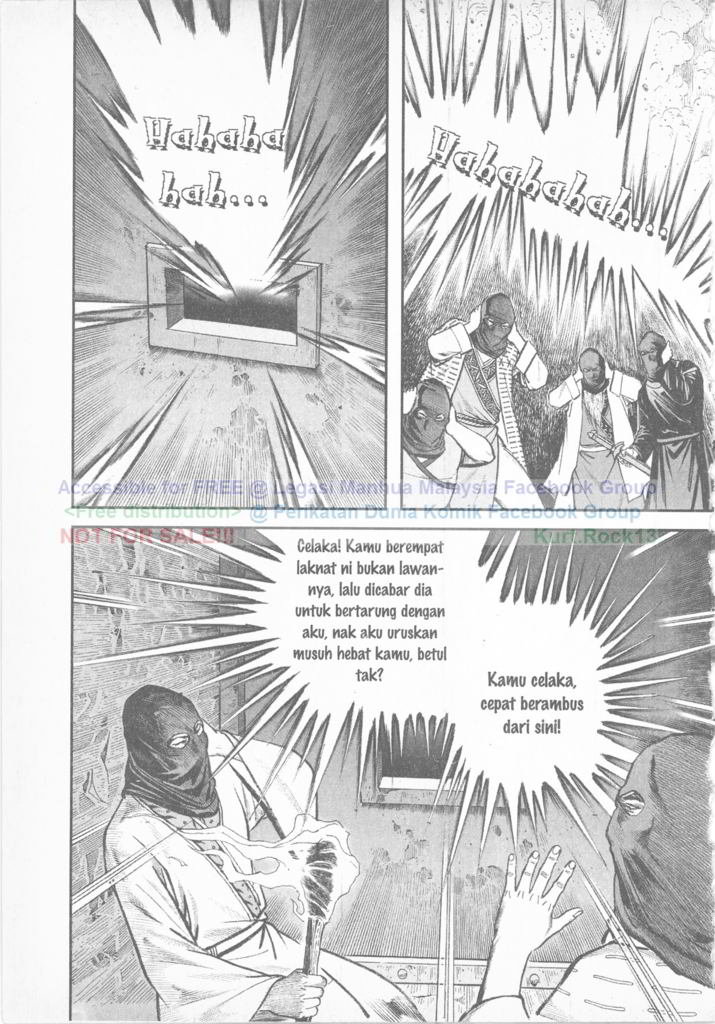 Hahaha
hah...
Hahahahah...
Accessible for FREE @ Legasi Manhua Malaysia Facebook Group
<Free distribution> @ Perikatan Dunia Komik Facebook Group
NOT FOR SALE!!!
Kurt.Rock13!
Celaka! Kamu berempat
laknat ni bukan lawan-
nya, lalu dicabar dia
untuk bertarung dengan
aku, nak aku uruskan
musuh hebat kamu, betul
tak?
Kamu celaka,
cepat berambus
dari sini!